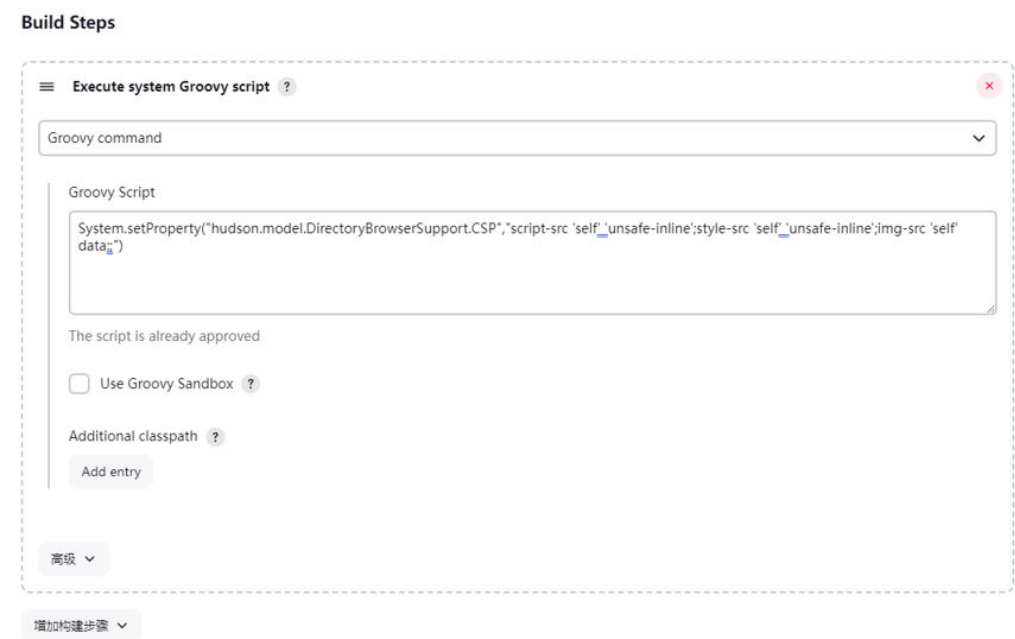 Build Steps
Execute system Groovy script ?
Groovy command
Groovy Script
System.setProperty("hudson.model.DirectoryBrowserSupport.CSP","script-src 'self' 'unsafe-inline';style-src 'self' 'unsafe-inline';img-src 'self'
data:;")
The script is already approved
Use Groovy Sandbox ?
Additional classpath ?
Add entry
高级
增加构建步骤